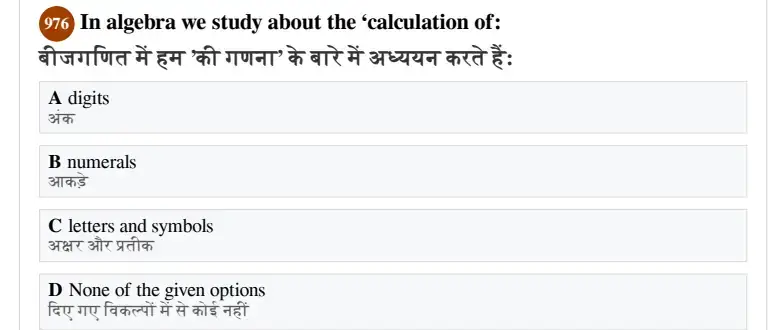 976 In algebra we study about the ‘calculation of:
बीजगणित में हम ’की गणना’ के बारे में अध्ययन करते हैं:
A digits
अंक
B numerals
आकड़े
C letters and symbols
अक्षर और प्रतीक
D None of the given options
दिए गए विकल्पों में से कोई नहीं